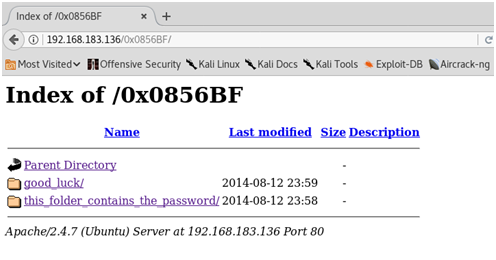 Index of /0x0856BF
192.168.183.136/0x0856BF/
Most Visited Offensive Security Kali Linux Kali Docs Kali Tools Exploit-DB Aircrack-ng
Index of /0x0856BF
Name Last modified Size Description
Parent Directory -
good_luck/ 2014-08-12 23:59 -
this_folder_contains_the_password/ 2014-08-12 23:58 -
Apache/2.4.7 (Ubuntu) Server at 192.168.183.136 Port 80